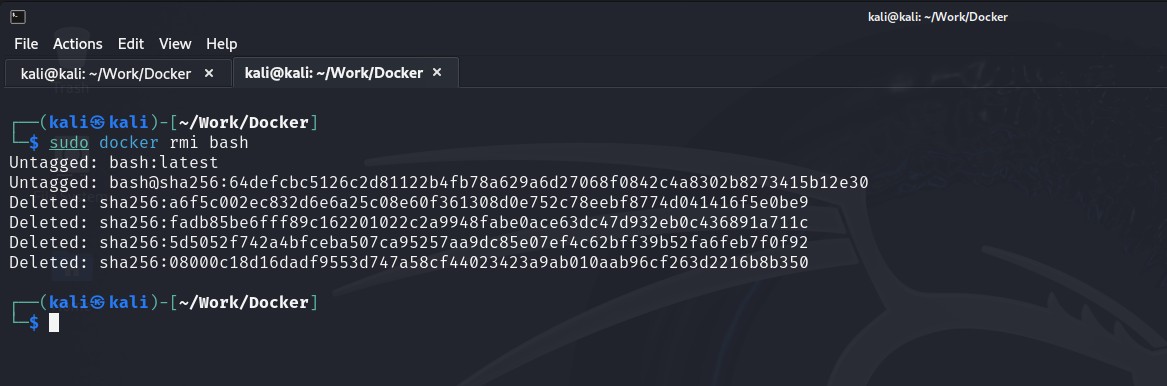 kali@kali: ~/Work/Docker
File Actions Edit View Help
kali@kali: ~/Work/Docker × kali@kali: ~/Work/Docker ×
┌──(kali㉿kali)-[~/Work/Docker]
└─$ sudo docker rmi bash
Untagged: bash:latest
Untagged: bash@sha256:64defcbc5126c2d81122b4fb78a629a6d27068f0842c4a8302b8273415b12e30
Deleted: sha256:a6f5c002ec832d6e6a25c08e60f361308d0e752c78eebf8774d041416f5e0be9
Deleted: sha256:fadb85be6fff89c162201022c2a9948fabe0ace63dc47d932eb0c436891a711c
Deleted: sha256:5d5052f742a4bfceba507ca95257aa9dc85e07ef4c62bff39b52fa6feb7f0f92
Deleted: sha256:08000c18d16dadf9553d747a58cf44023423a9ab010aab96cf263d2216b8b350
┌──(kali㉿kali)-[~/Work/Docker]
└─$